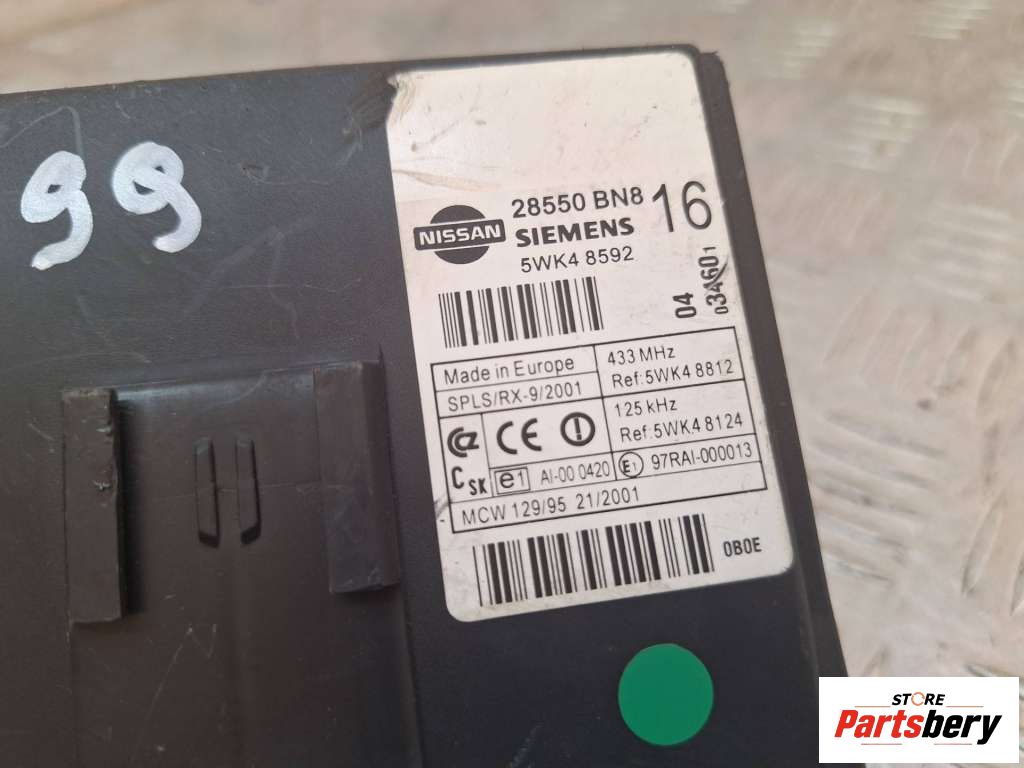 99
28550 BN8 16
NISSAN SIEMENS
5WK4 8592
04
034601
Made in Europe
SPLS/RX-9/2001
433 MHz
Ref:5WK4 8812
125 kHz
Ref:5WK4 8124
CE
C SK e1 AI-00 0420 E1 97RAI-000013
MCW 129/95 21/2001
0B0E
STORE
Partsbery